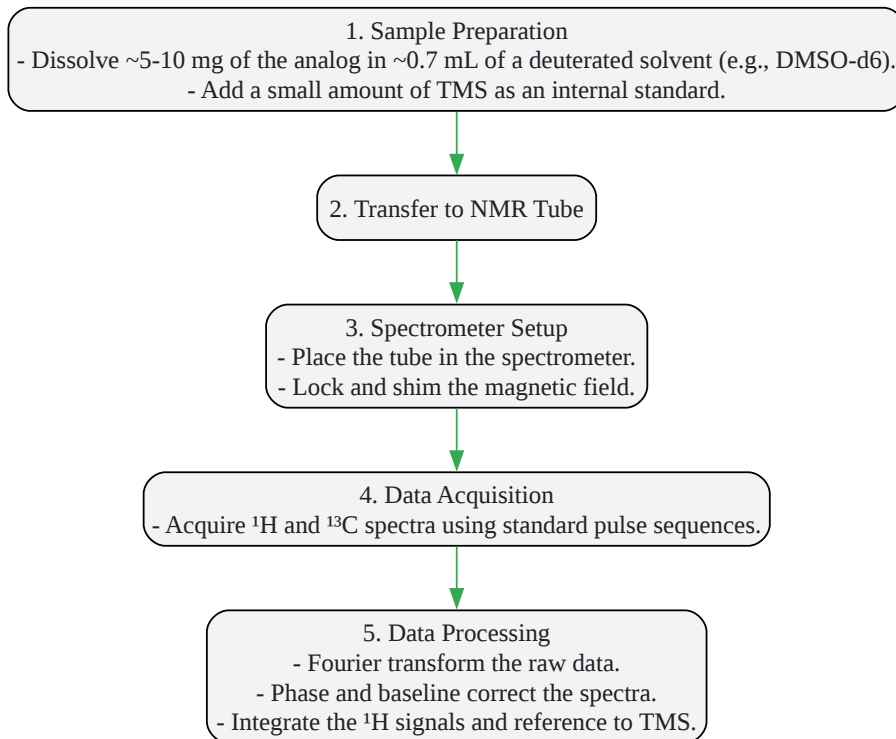 1. Sample Preparation
- Dissolve ~5-10 mg of the analog in ~0.7 mL of a deuterated solvent (e.g., DMSO-d6).
- Add a small amount of TMS as an internal standard.
2. Transfer to NMR Tube
3. Spectrometer Setup
- Place the tube in the spectrometer.
- Lock and shim the magnetic field.
4. Data Acquisition
- Acquire ¹H and ¹³C spectra using standard pulse sequences.
5. Data Processing
- Fourier transform the raw data.
- Phase and baseline correct the spectra.
- Integrate the ¹H signals and reference to TMS.